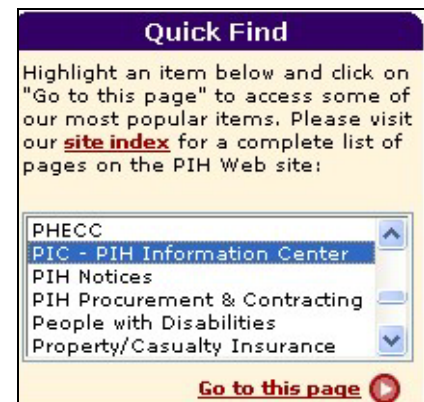 Quick Find
Highlight an item below and click on
"Go to this page" to access some of
our most popular items. Please visit
our site index for a complete list of
pages on the PIH Web site:
PHECC
PIC - PIH Information Center
PIH Notices
PIH Procurement & Contracting
People with Disabilities
Property/Casualty Insurance
Go to this page